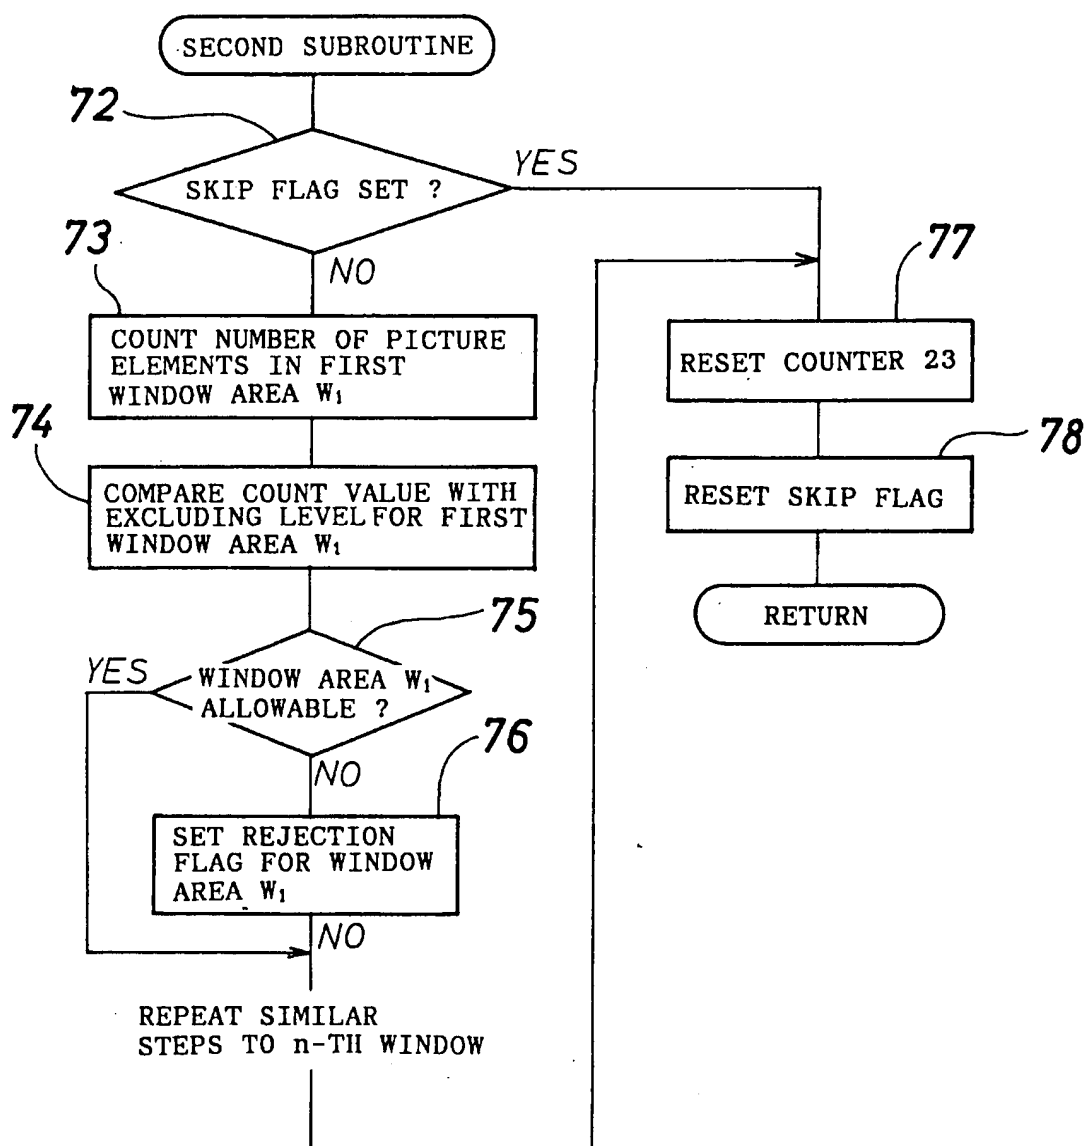 SECOND SUBROUTINE
72
SKIP FLAG SET ?
YES
NO
73
COUNT NUMBER OF PICTURE
ELEMENTS IN FIRST
WINDOW AREA W₁
74
COMPARE COUNT VALUE WITH
EXCLUDING LEVEL FOR FIRST
WINDOW AREA W₁
75
WINDOW AREA W₁
ALLOWABLE ?
YES
NO
76
SET REJECTION
FLAG FOR WINDOW
AREA W₁
NO
REPEAT SIMILAR
STEPS TO n-TH WINDOW
77
RESET COUNTER 23
78
RESET SKIP FLAG
RETURN